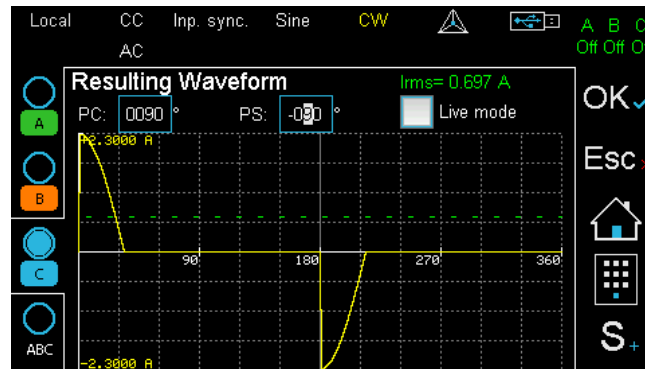 Local CC Inp. sync. Sine CW A B C
AC Off Off
Resulting Waveform Irms= 0.697 A
PC: 0090 ° PS: -090 ° Live mode
OK
A
+2.3000 A
Esc
B
90 180 270 360
C
ABC
S+
-2.3000 A